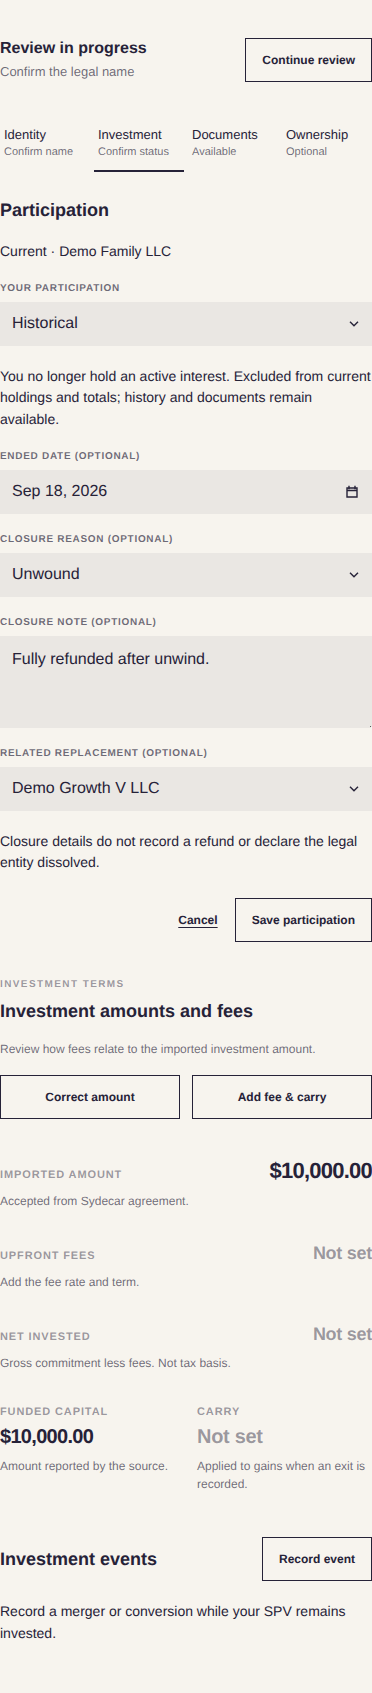 Review in progress
Confirm the legal name
Continue review
Identity
Confirm name
Investment
Confirm status
Documents
Available
Ownership
Optional
Participation
Current · Demo Family LLC
YOUR PARTICIPATION
Historical
You no longer hold an active interest. Excluded from current
holdings and totals; history and documents remain
available.
ENDED DATE (OPTIONAL)
Sep 18, 2026
CLOSURE REASON (OPTIONAL)
Unwound
CLOSURE NOTE (OPTIONAL)
Fully refunded after unwind.
RELATED REPLACEMENT (OPTIONAL)
Demo Growth V LLC
Closure details do not record a refund or declare the legal
entity dissolved.
Cancel
Save participation
INVESTMENT TERMS
Investment amounts and fees
Review how fees relate to the imported investment amount.
Correct amount
Add fee & carry
IMPORTED AMOUNT
$10,000.00
Accepted from Sydecar agreement.
UPFRONT FEES
Not set
Add the fee rate and term.
NET INVESTED
Not set
Gross commitment less fees. Not tax basis.
FUNDED CAPITAL
$10,000.00
Amount reported by the source.
CARRY
Not set
Applied to gains when an exit is
recorded.
Investment events
Record event
Record a merger or conversion while your SPV remains
invested.